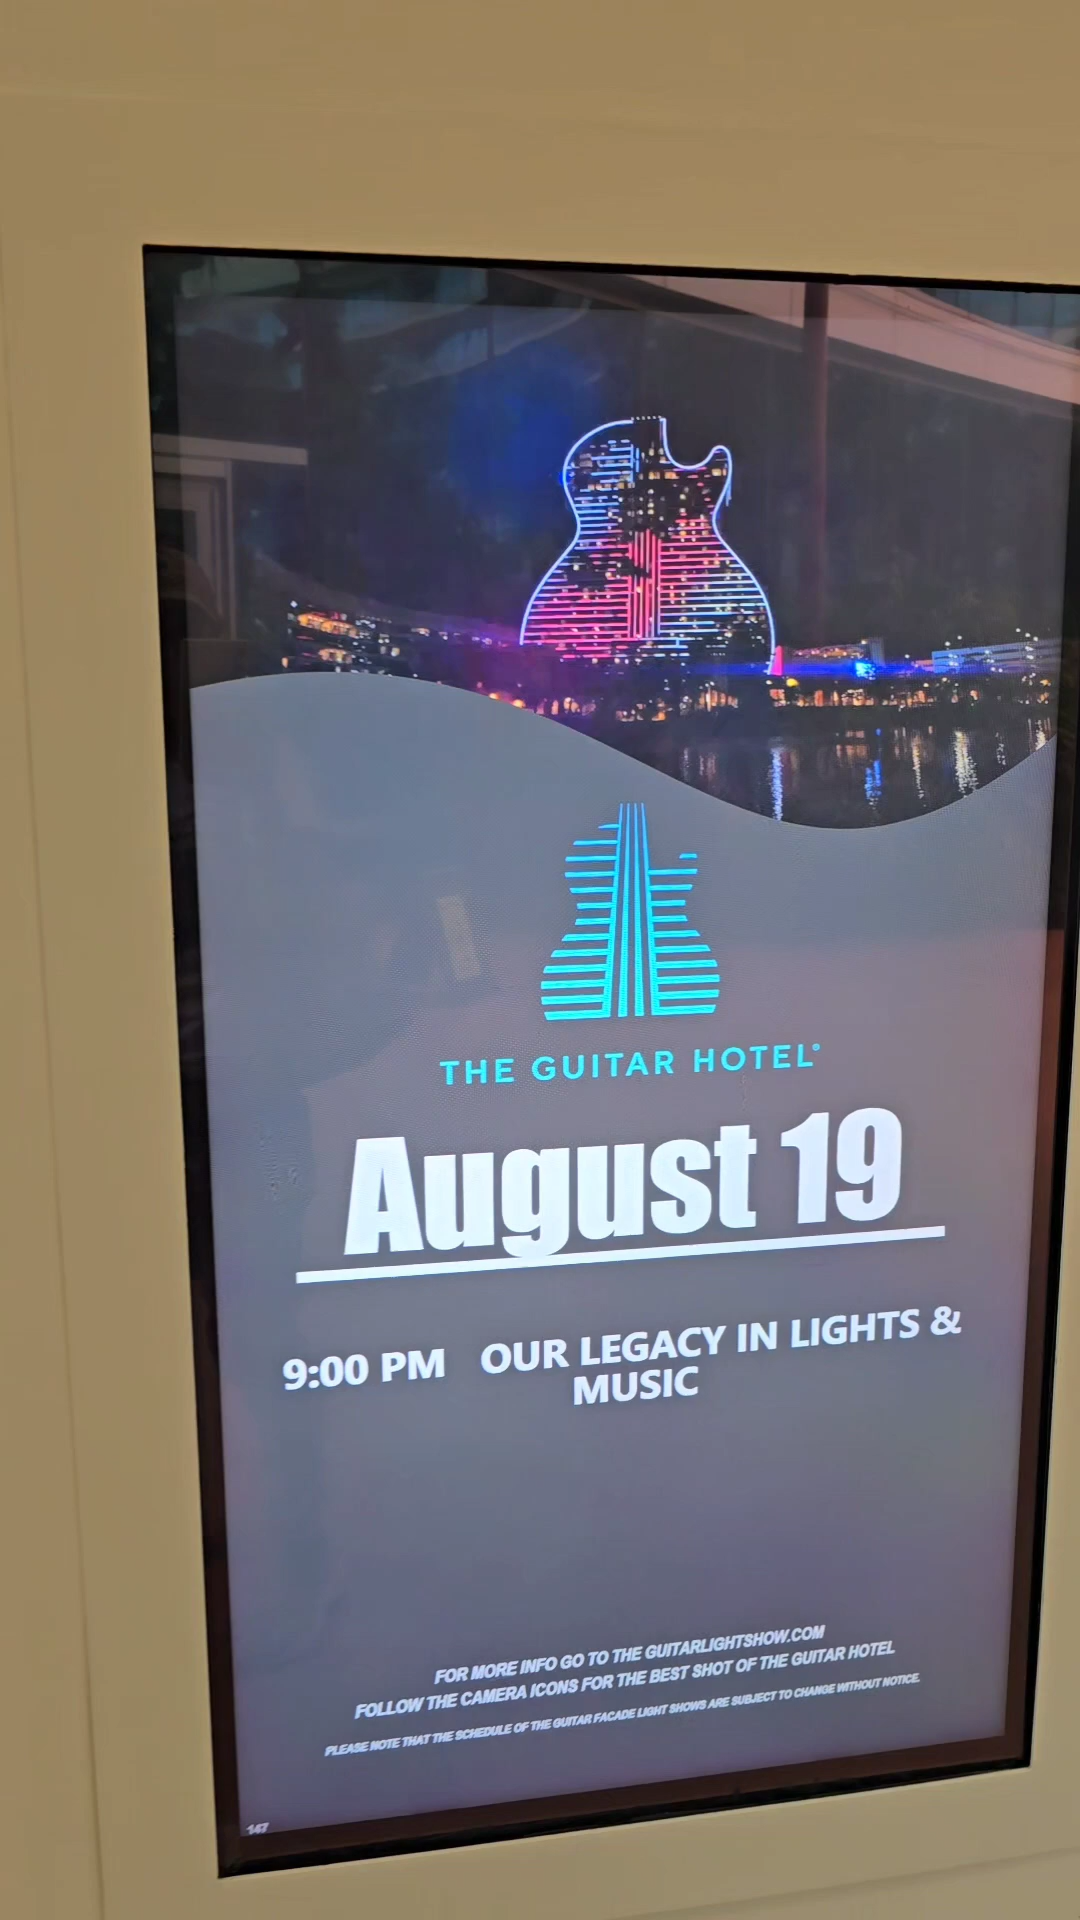 THE GUITAR HOTEL®
August 19
9:00 PM OUR LEGACY IN LIGHTS &
MUSIC
FOR MORE INFO GO TO THE GUITARLIGHTSHOW.COM
FOLLOW THE CAMERA ICONS FOR THE BEST SHOT OF THE GUITAR HOTEL
PLEASE NOTE THAT THE SCHEDULE OF THE GUITAR FACADE LIGHT SHOWS ARE SUBJECT TO CHANGE WITHOUT NOTICE.
147